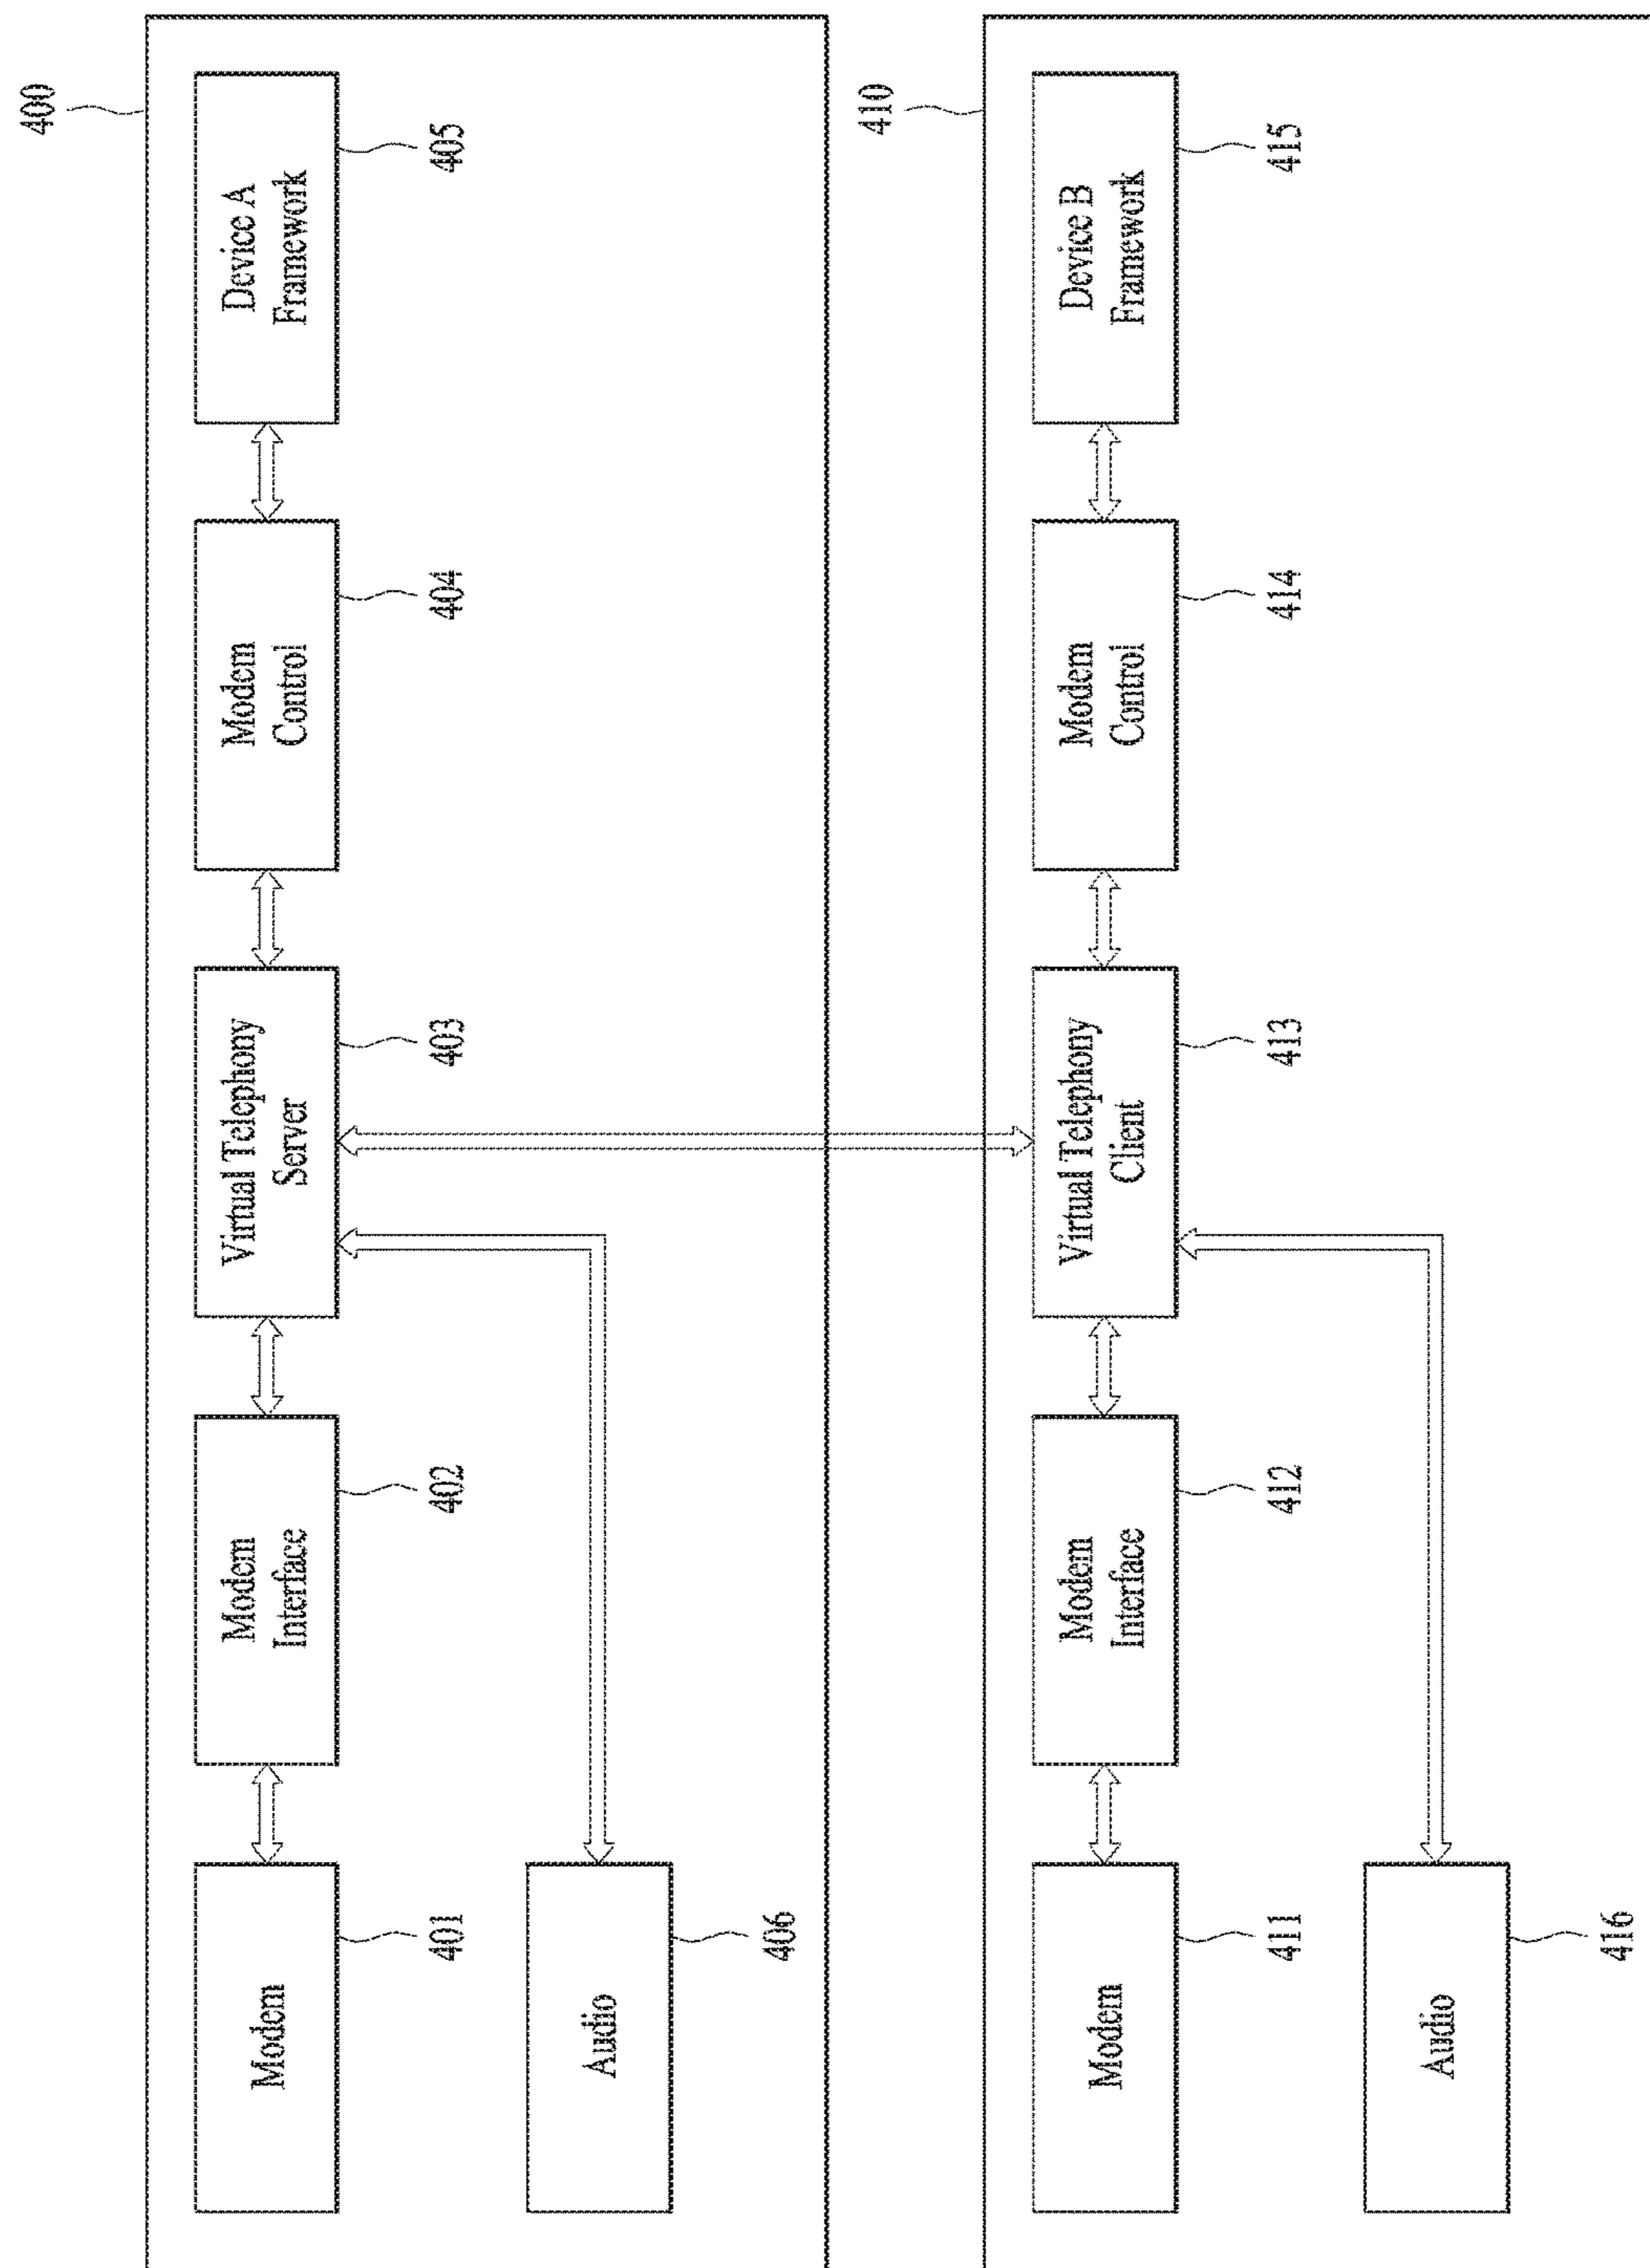 400
Modem
401
Modem
Interface
402
Virtual Telephony
Server
403
Modem
Control
404
Device A
Framework
405
Audio
406
410
Modem
411
Modem
Interface
412
Virtual Telephony
Client
413
Modem
Control
414
Device B
Framework
415
Audio
416